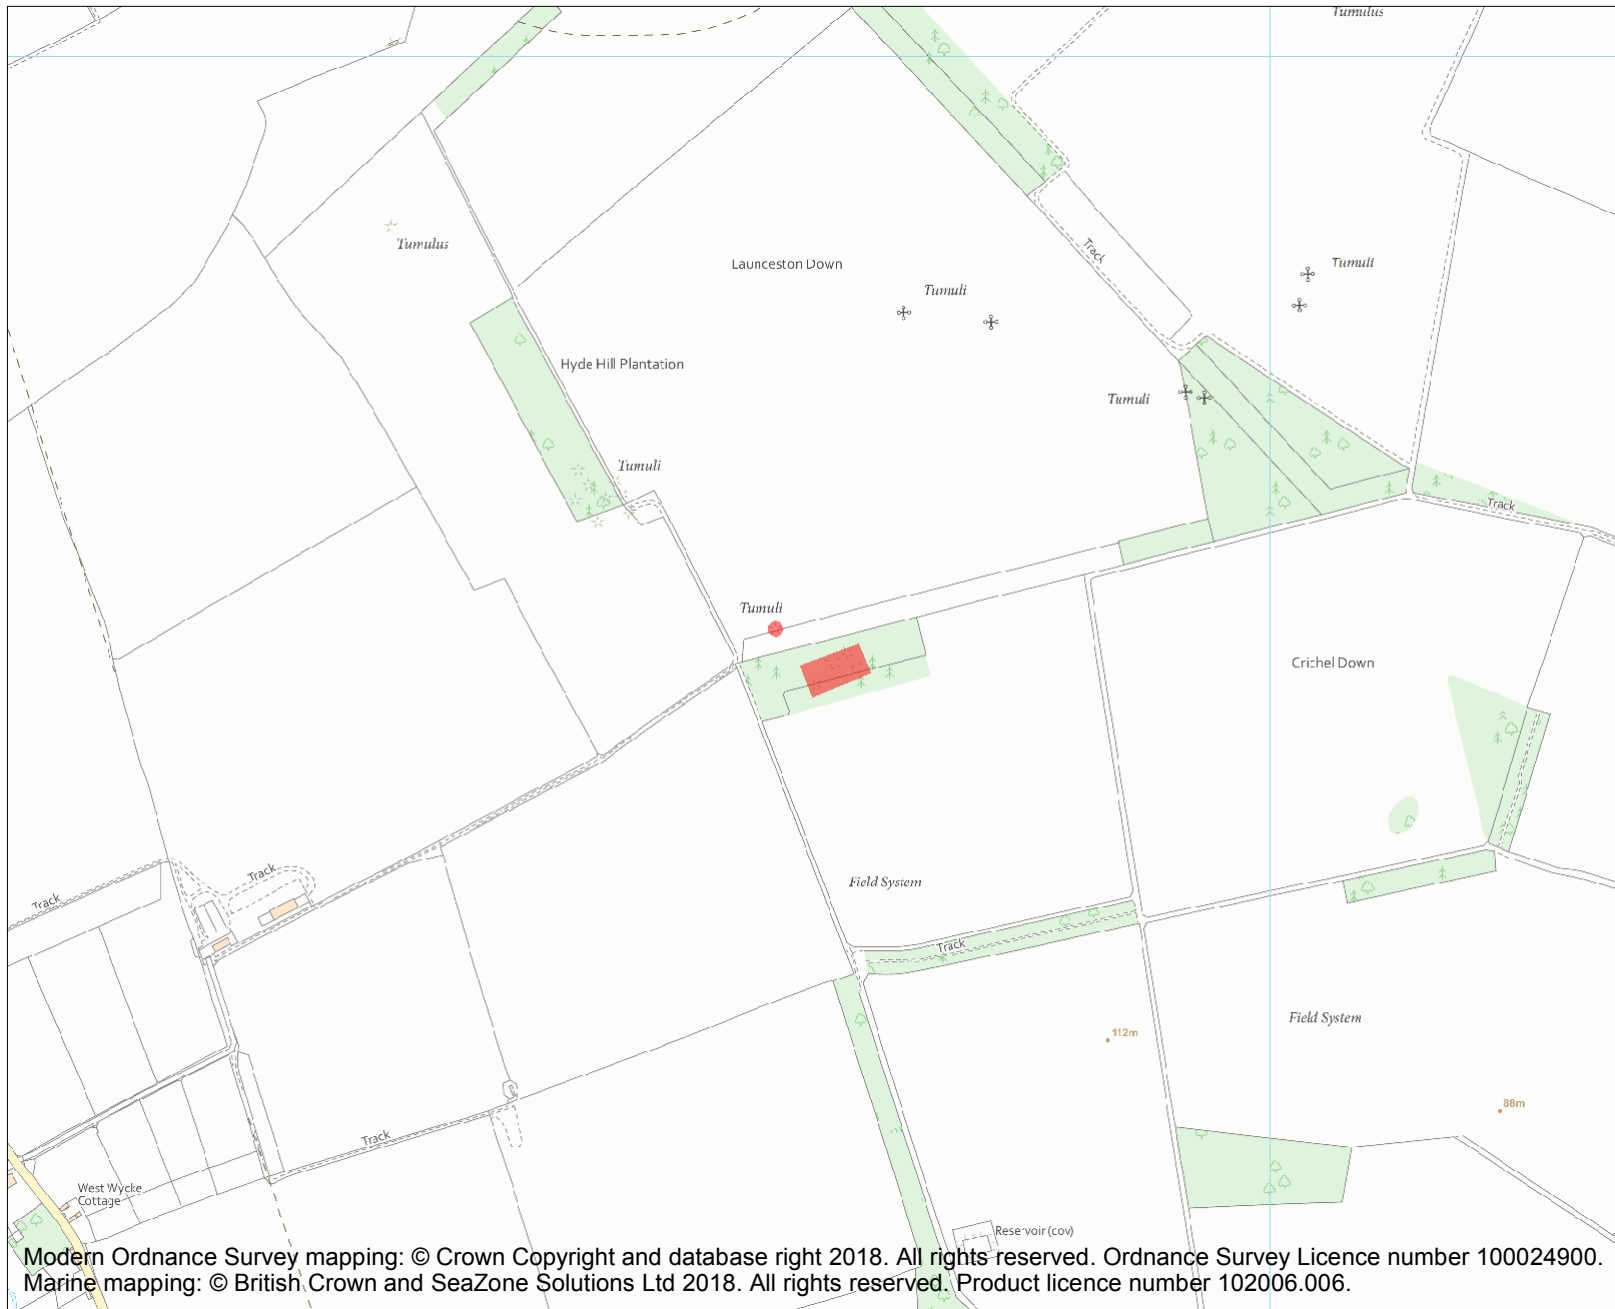 Tumulus
Tumulus
Launceston Down
Track
Tumuli
Tumuli
Hyde Hill Plantation
Tumuli
Tumuli
Track
Tumuli
Crichel Down
Track
Track
Field System
Track
Field System
112m
88m
Track
West Wycke
Cottage
Reservoir (cov)
Modern Ordnance Survey mapping: © Crown Copyright and database right 2018. All rights reserved. Ordnance Survey Licence number 100024900.
Marine mapping: © British Crown and SeaZone Solutions Ltd 2018. All rights reserved. Product licence number 102006.006.